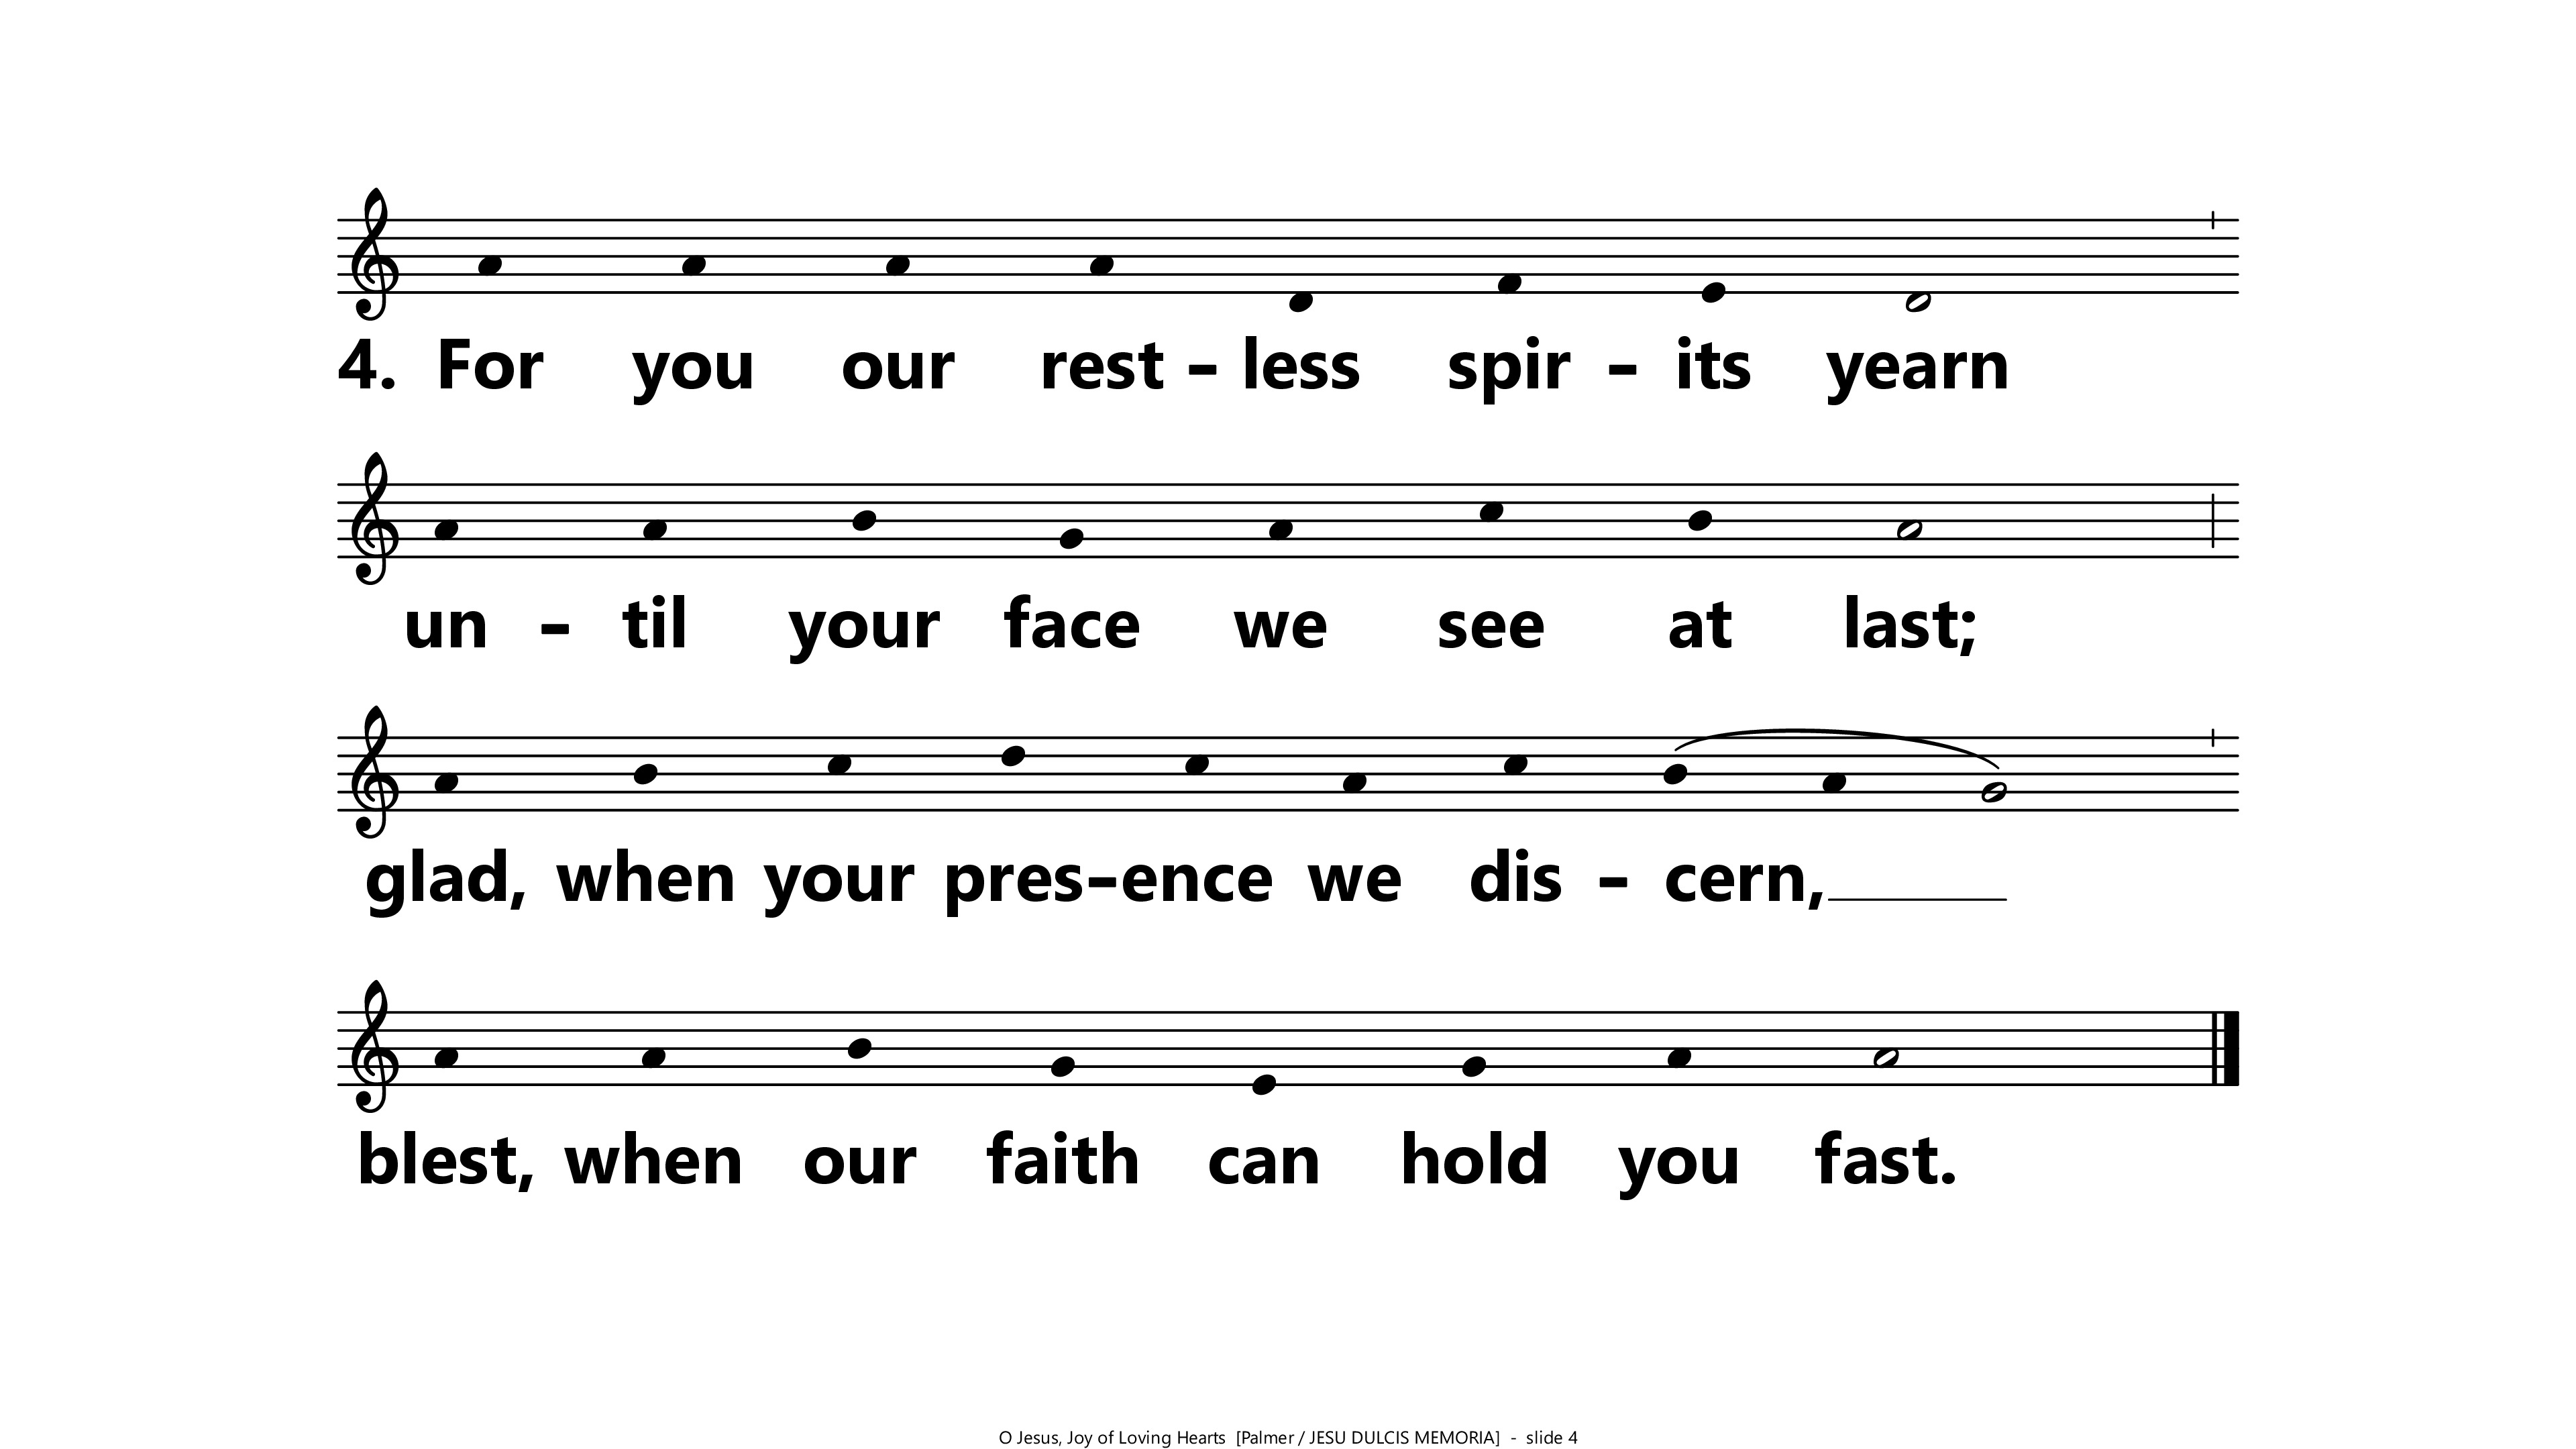 4. For you our rest - less spir - its yearn
un - til your face we see at last;
glad, when your pres-ence we dis - cern,
blest, when our faith can hold you fast.
O Jesus, Joy of Loving Hearts [Palmer / JESU DULCIS MEMORIA] - slide 4